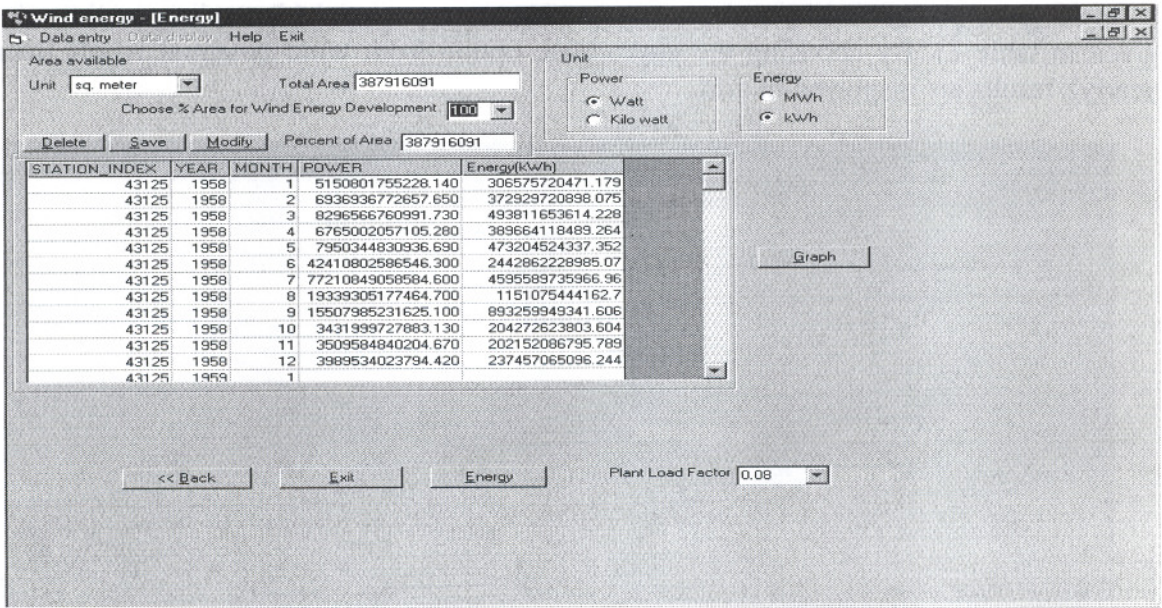 Wind energy - [Energy]
Data entry Data display Help Exit
Area available
Unit sq. meter Total Area 387916091
Choose % Area for Wind Energy Development 100
Delete Save Modify Percent of Area 387916091
Unit
Power
Watt
Kilo watt
Energy
MWh
kWh
STATION_INDEX YEAR MONTH POWER Energy(kWh)
43125 1958 1 5150801755228.140 306575720471.179
43125 1958 2 6936936772657.650 372929720898.075
43125 1958 3 8296566760991.730 493811653614.228
43125 1958 4 6765002057105.280 389664118489.264
43125 1958 5 7950344830936.690 473204524337.352
43125 1958 6 42410802586546.300 2442862228985.07
43125 1958 7 77210849058584.600 4595589735966.96
43125 1958 8 19339305177464.700 1151075444162.7
43125 1958 9 15507985231625.100 893259949341.606
43125 1958 10 3431999727883.130 204272623803.604
43125 1958 11 3509584840204.670 202152086795.789
43125 1958 12 3989534023794.420 237457065096.244
43125 1959 1
Graph
<< Back Exit Energy Plant Load Factor 0.08